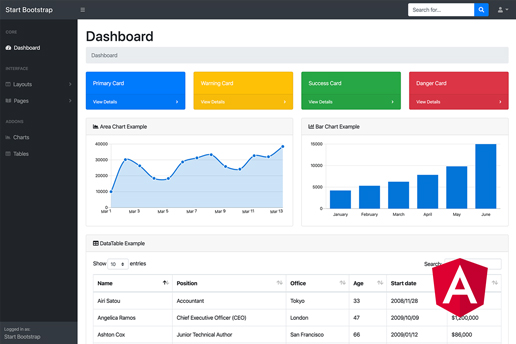 Start Bootstrap
Search for...
CORE
Dashboard
INTERFACE
Layouts
Pages
ADDONS
Charts
Tables
Logged in as:
Start Bootstrap
Dashboard
Dashboard
Primary Card
View Details
Warning Card
View Details
Success Card
View Details
Danger Card
View Details
Area Chart Example
40000
30000
20000
10000
0
Mar 1 Mar 3 Mar 5 Mar 7 Mar 9 Mar 11 Mar 13
Bar Chart Example
15000
10000
5000
0
January February March April May June
DataTable Example
Show 10 entries
Search:
Name Position Office Age Start date
Airi Satou Accountant Tokyo 33 2008/11/28
Angelica Ramos Chief Executive Officer (CEO) London 47 2009/10/09 $1,200,000
Ashton Cox Junior Technical Author San Francisco 66 2009/01/12 $86,000
A